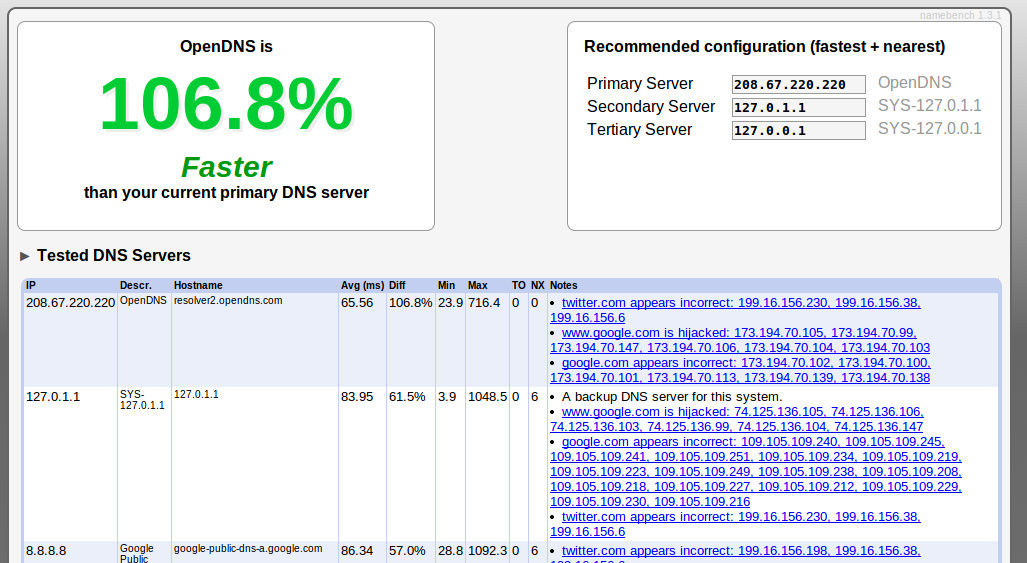 namebench 1.3.1
OpenDNS is
106.8%
Faster
than your current primary DNS server
Recommended configuration (fastest + nearest)
Primary Server 208.67.220.220 OpenDNS
Secondary Server 127.0.1.1 SYS-127.0.1.1
Tertiary Server 127.0.0.1 SYS-127.0.0.1
► Tested DNS Servers
IP Descr. Hostname Avg (ms) Diff Min Max TO NX Notes
208.67.220.220 OpenDNS resolver2.opendns.com 65.56 106.8% 23.9 716.4 0 0 • twitter.com appears incorrect: 199.16.156.230, 199.16.156.38,
199.16.156.6
• www.google.com is hijacked: 173.194.70.105, 173.194.70.99,
173.194.70.147, 173.194.70.106, 173.194.70.104, 173.194.70.103
• google.com appears incorrect: 173.194.70.102, 173.194.70.100,
173.194.70.101, 173.194.70.113, 173.194.70.139, 173.194.70.138
127.0.1.1 SYS- 127.0.1.1 83.95 61.5% 3.9 1048.5 0 6 • A backup DNS server for this system.
127.0.1.1
• www.google.com is hijacked: 74.125.136.105, 74.125.136.106,
74.125.136.103, 74.125.136.99, 74.125.136.104, 74.125.136.147
• google.com appears incorrect: 109.105.109.240, 109.105.109.245,
109.105.109.241, 109.105.109.251, 109.105.109.234, 109.105.109.219,
109.105.109.223, 109.105.109.249, 109.105.109.238, 109.105.109.208,
109.105.109.218, 109.105.109.227, 109.105.109.212, 109.105.109.229,
109.105.109.230, 109.105.109.216
• twitter.com appears incorrect: 199.16.156.230, 199.16.156.38,
199.16.156.6
8.8.8.8 Google google-public-dns-a.google.com 86.34 57.0% 28.8 1092.3 0 6 • twitter.com appears incorrect: 199.16.156.198, 199.16.156.38,
Public